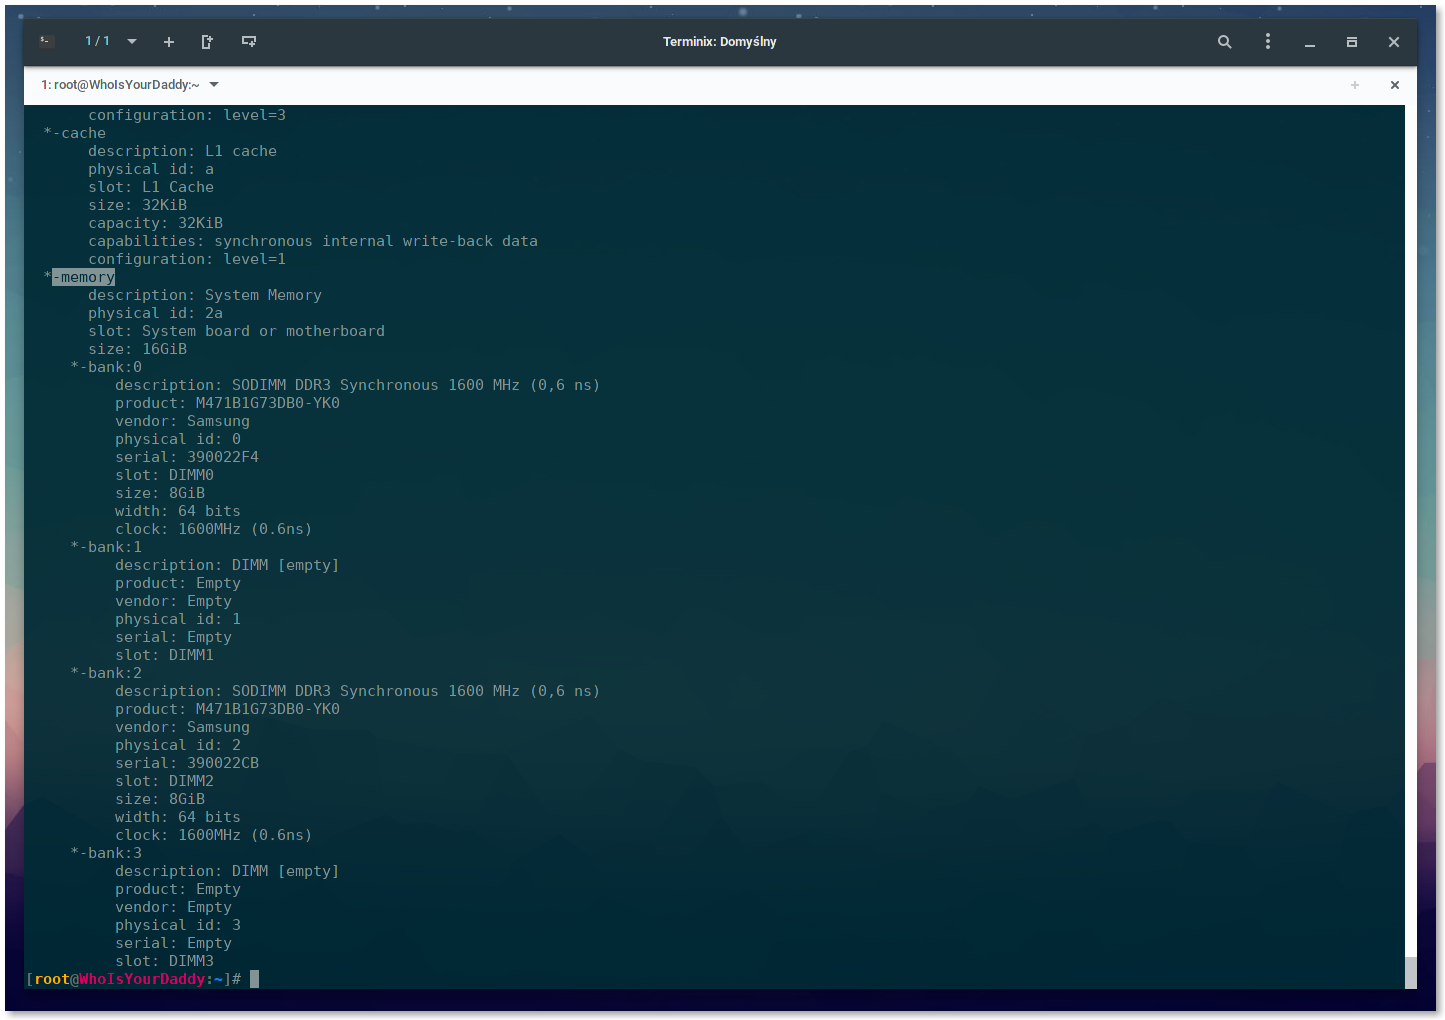 1 / 1
Terminix: Domyślny
1: root@WhoIsYourDaddy:~
configuration: level=3
*-cache
description: L1 cache
physical id: a
slot: L1 Cache
size: 32KiB
capacity: 32KiB
capabilities: synchronous internal write-back data
configuration: level=1
*-memory
description: System Memory
physical id: 2a
slot: System board or motherboard
size: 16GiB
*-bank:0
description: SODIMM DDR3 Synchronous 1600 MHz (0,6 ns)
product: M471B1G73DB0-YK0
vendor: Samsung
physical id: 0
serial: 390022F4
slot: DIMM0
size: 8GiB
width: 64 bits
clock: 1600MHz (0.6ns)
*-bank:1
description: DIMM [empty]
product: Empty
vendor: Empty
physical id: 1
serial: Empty
slot: DIMM1
*-bank:2
description: SODIMM DDR3 Synchronous 1600 MHz (0,6 ns)
product: M471B1G73DB0-YK0
vendor: Samsung
physical id: 2
serial: 390022CB
slot: DIMM2
size: 8GiB
width: 64 bits
clock: 1600MHz (0.6ns)
*-bank:3
description: DIMM [empty]
product: Empty
vendor: Empty
physical id: 3
serial: Empty
slot: DIMM3
[root@WhoIsYourDaddy:~]#